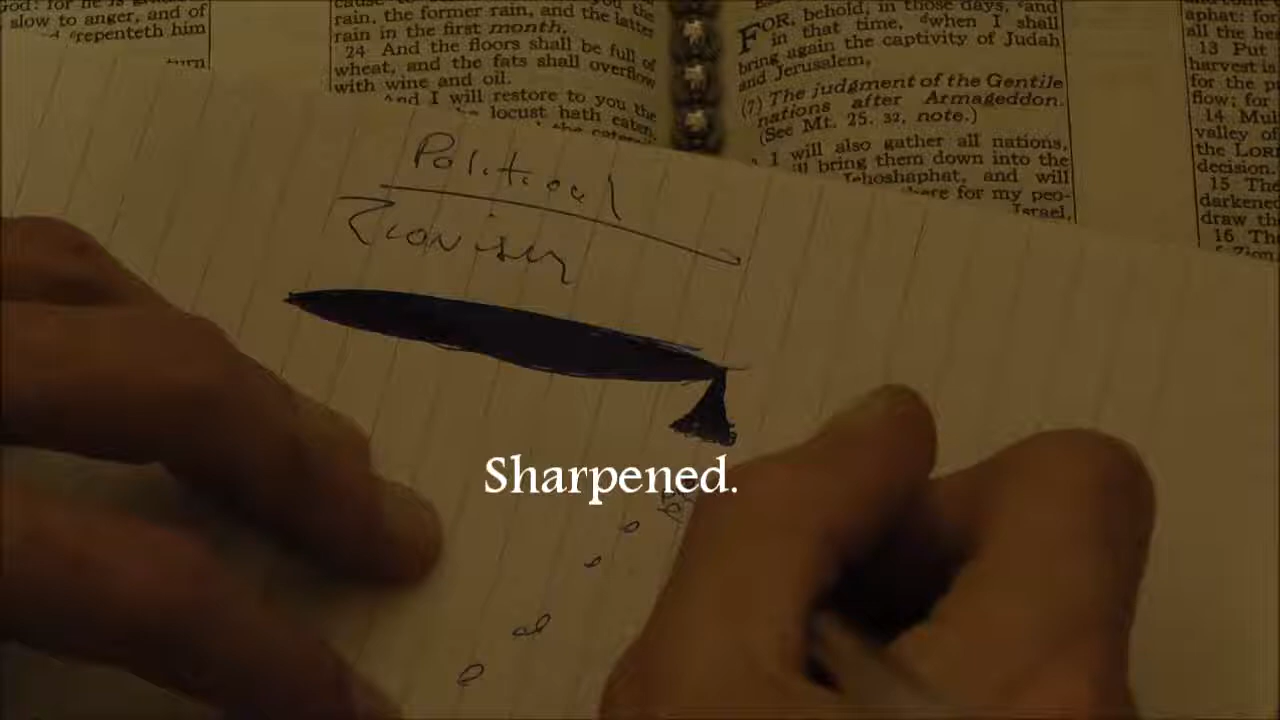 God: for he is
slow to anger, and of
repenteth him
turn
you the
rain, the former rain, and the latter
rain in the first month.
24 And the floors shall be full of
wheat, and the fats shall overflow
with wine and oil.
And I will restore to you the
locust hath eaten,
the
FOR, behold, in those days, and
in that time, when I shall
bring again the captivity of Judah
and Jerusalem,
(7) The judgment of the Gentile
nations after Armageddon.
(See Mt. 25. 32, note.)
I will also gather all nations,
bring them down into the
Jehoshaphat, and will
there for my peo-
Israel,
aphat: for
all the
13 Put
harvest is
for the
flow; for
14
valley of
the LORD
decision.
15 The
darkened
draw
16 The
Zion
Political
Zionism
Sharpened.